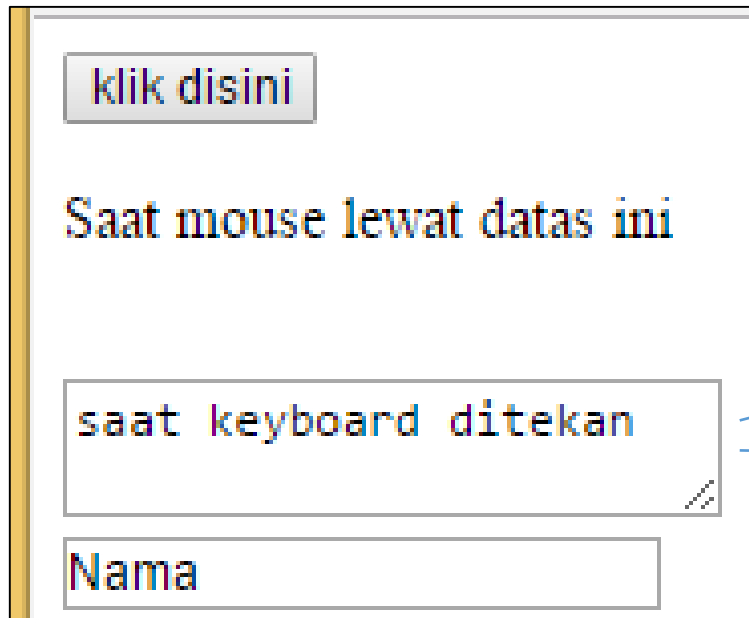 klik disini
Saat mouse lewat datas ini
saat keyboard ditekan
Nama